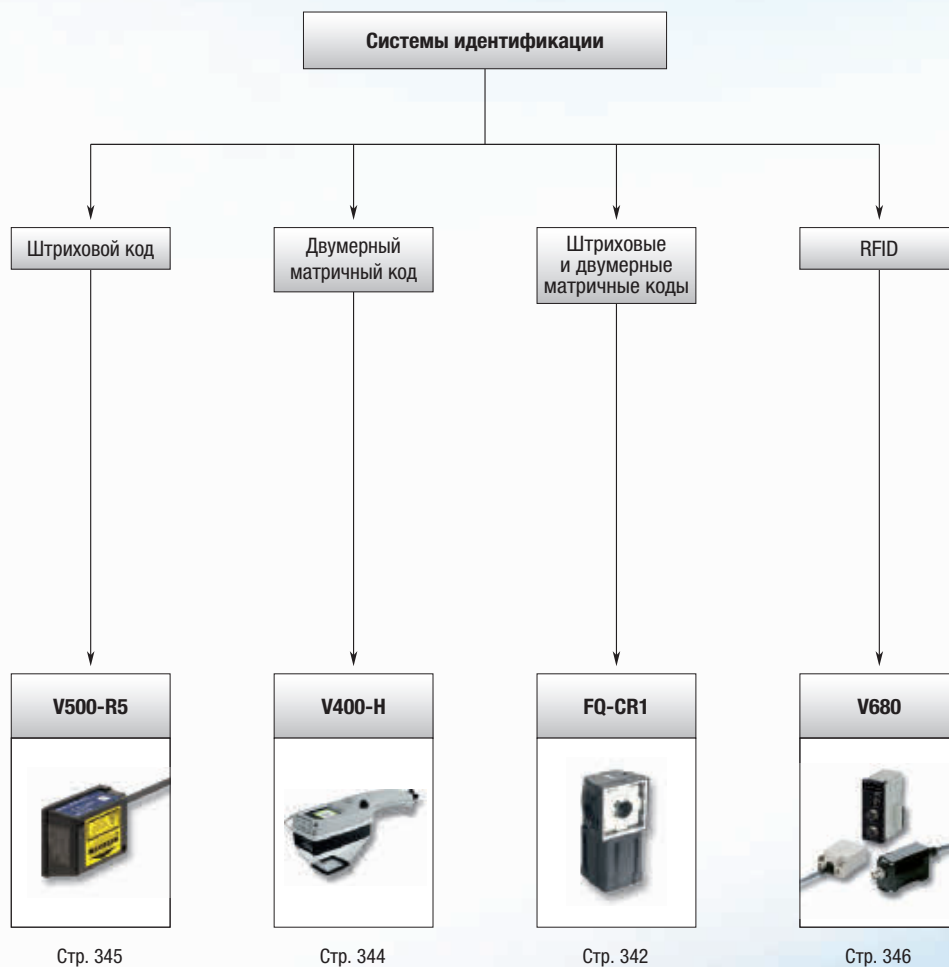 Системы идентификации
Штриховой код
Двумерный
матричный код
Штриховые
и двумерные
матричные коды
RFID
V500-R5
V400-H
FQ-CR1
V680
Стр. 345
Стр. 344
Стр. 342
Стр. 346